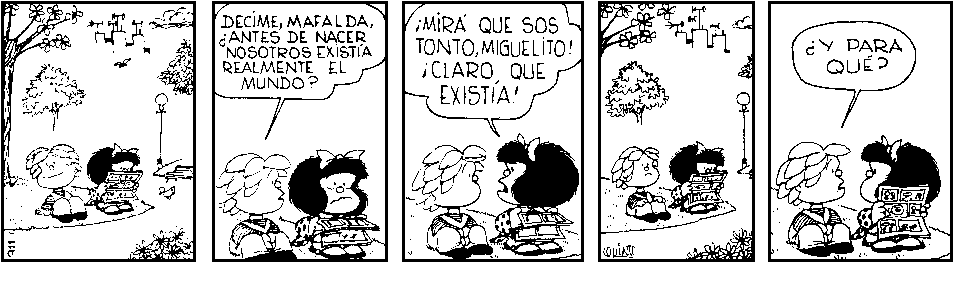 DECÍME, MAFALDA,
¿ANTES DE NACER
NOSOTROS EXISTÍA
REALMENTE EL
MUNDO?
¡MIRÁ QUE SOS
TONTO, MIGUELITO!
¡CLARO QUE
EXISTÍA!
¿Y PARA
QUÉ?